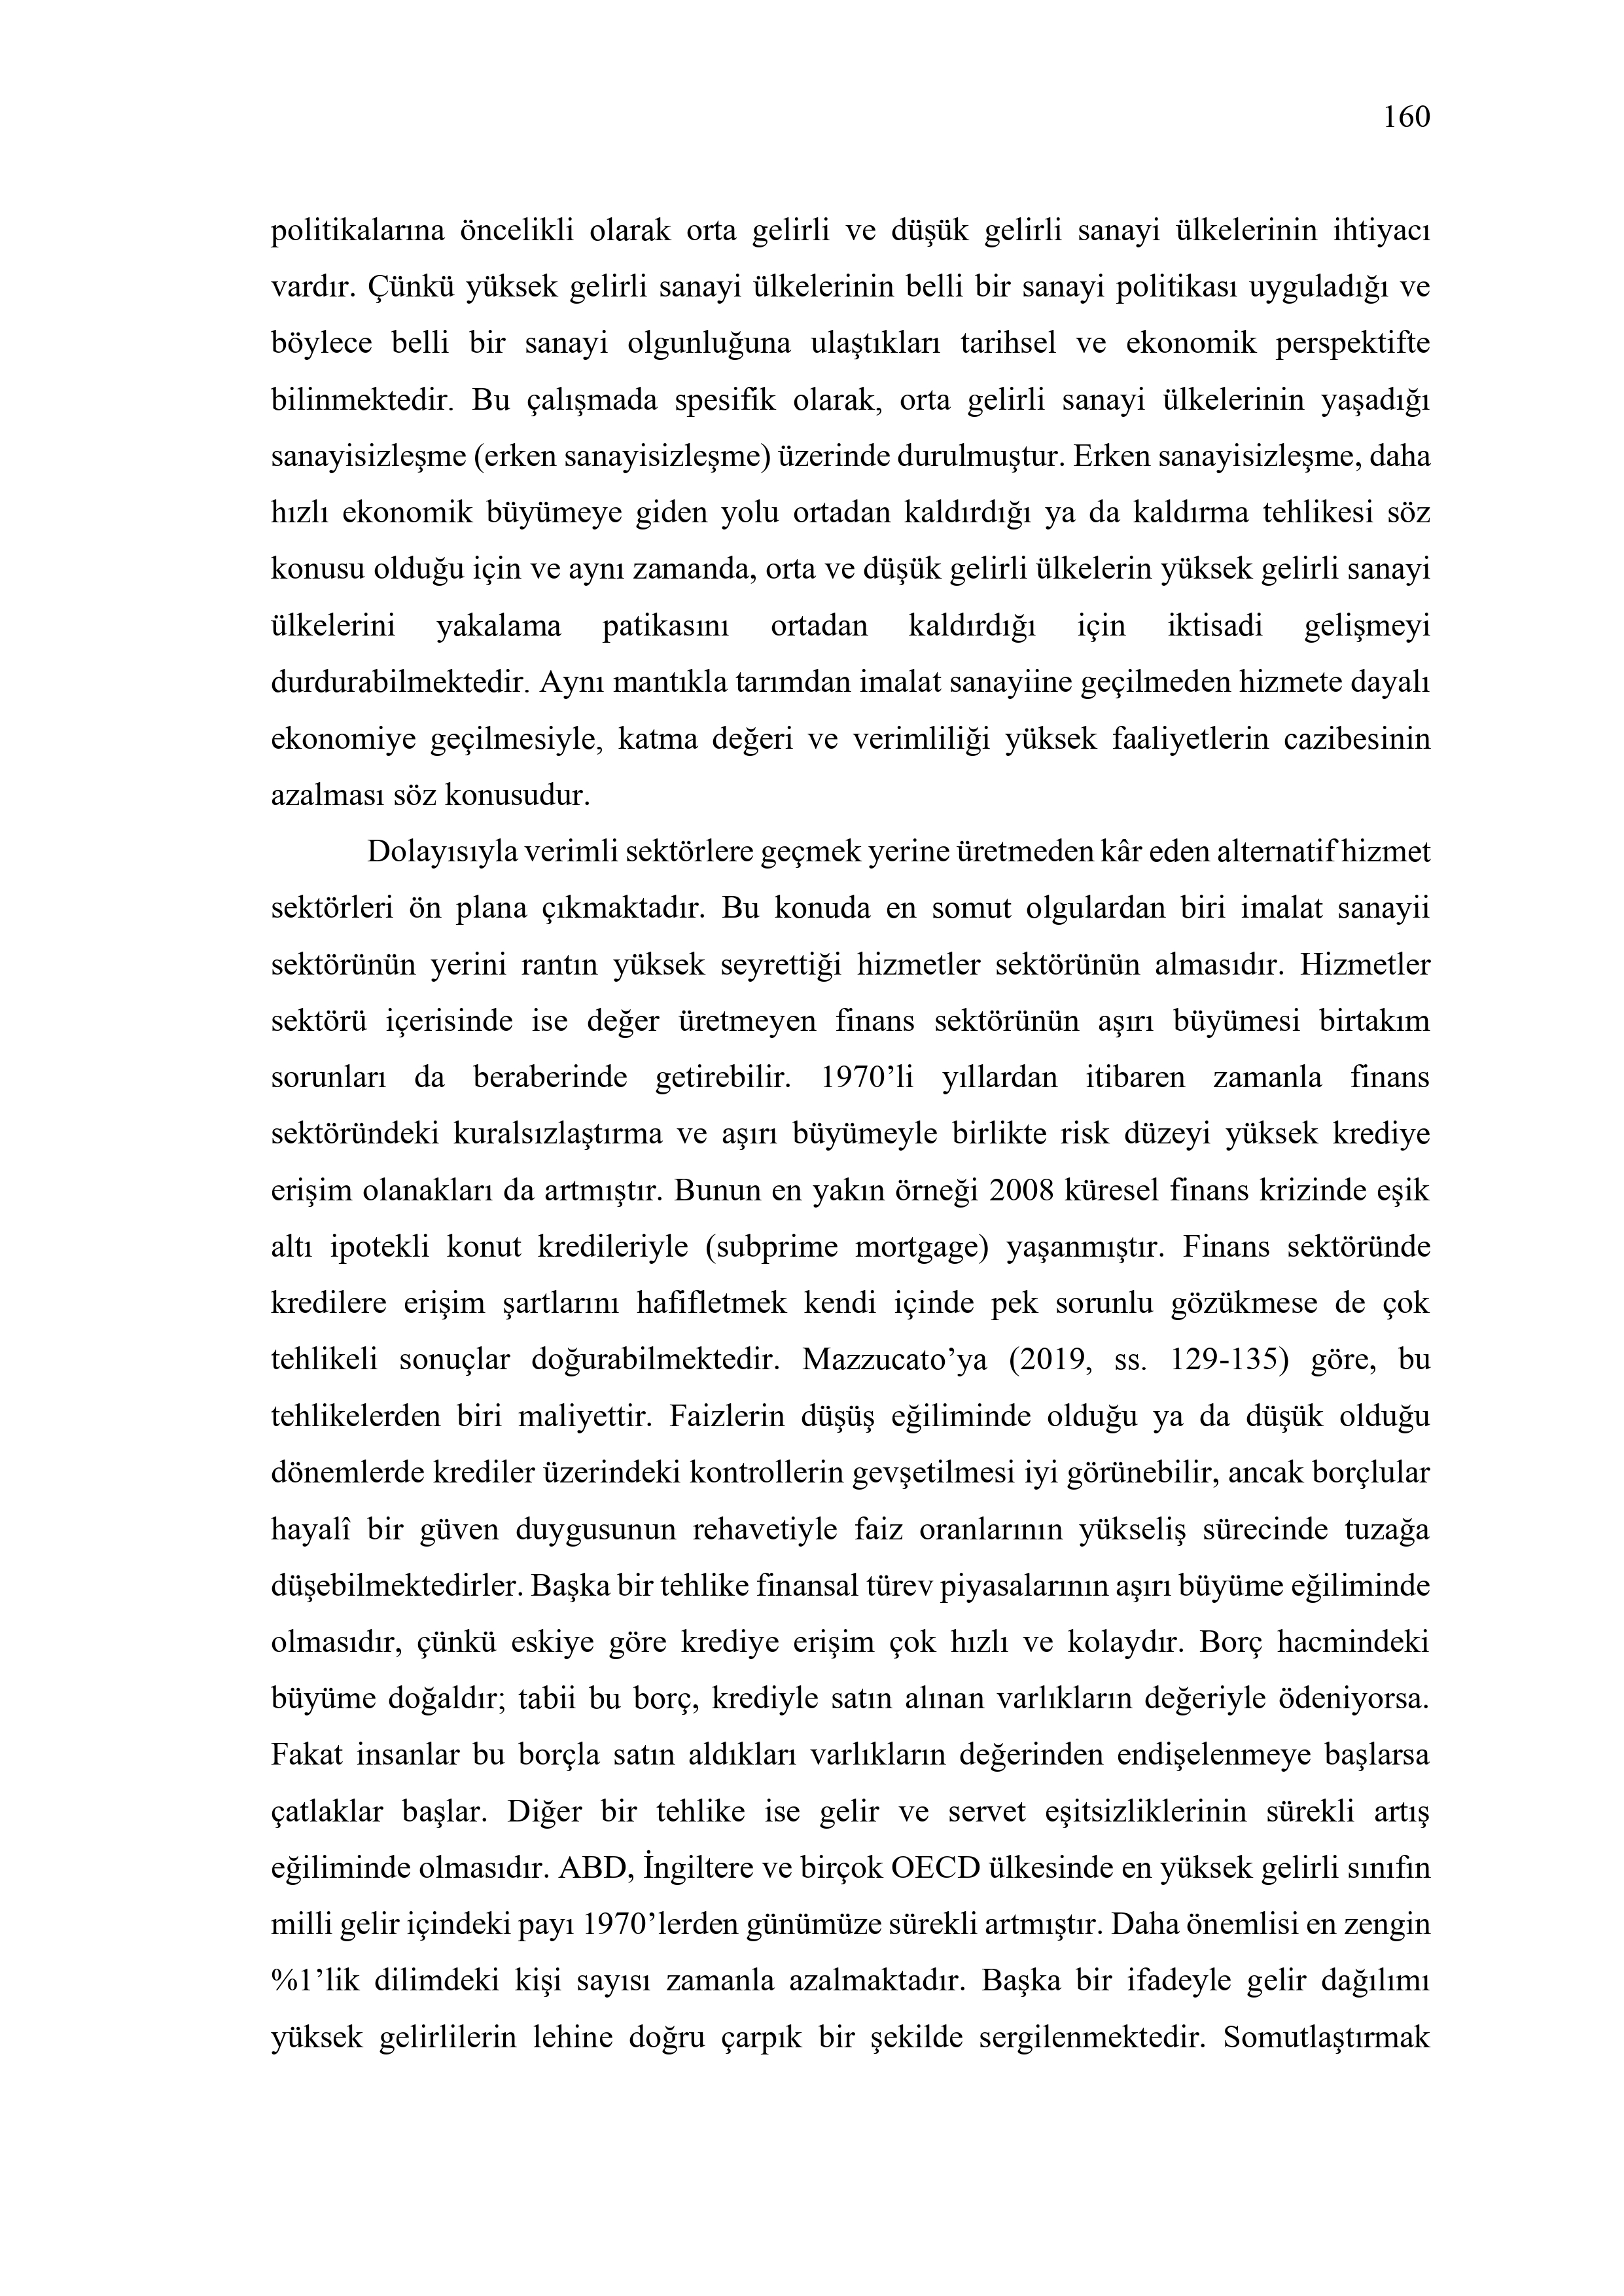 160
politikalarına öncelikli olarak orta gelirli ve düşük gelirli sanayi ülkelerinin ihtiyacı
vardır. Çünkü yüksek gelirli sanayi ülkelerinin belli bir sanayi politikası uyguladığı ve
böylece belli bir sanayi olgunluğuna ulaştıkları tarihsel ve ekonomik perspektifte
bilinmektedir. Bu çalışmada spesifik olarak, orta gelirli sanayi ülkelerinin yaşadığı
sanayisizleşme (erken sanayisizleşme) üzerinde durulmuştur. Erken sanayisizleşme, daha
hızlı ekonomik büyümeye giden yolu ortadan kaldırdığı ya da kaldırma tehlikesi söz
konusu olduğu için ve aynı zamanda, orta ve düşük gelirli ülkelerin yüksek gelirli sanayi
ülkelerini yakalama patikasını ortadan kaldırdığı için iktisadi gelişmeyi
durdurabilmektedir. Aynı mantıkla tarımdan imalat sanayiine geçilmeden hizmete dayalı
ekonomiye geçilmesiyle, katma değeri ve verimliliği yüksek faaliyetlerin cazibesinin
azalması söz konusudur.
Dolayısıyla verimli sektörlere geçmek yerine üretmeden kâr eden alternatif hizmet
sektörleri ön plana çıkmaktadır. Bu konuda en somut olgulardan biri imalat sanayii
sektörünün yerini rantın yüksek seyrettiği hizmetler sektörünün almasıdır. Hizmetler
sektörü içerisinde ise değer üretmeyen finans sektörünün aşırı büyümesi birtakım
sorunları da beraberinde getirebilir. 1970’li yıllardan itibaren zamanla finans
sektöründeki kuralsızlaştırma ve aşırı büyümeyle birlikte risk düzeyi yüksek krediye
erişim olanakları da artmıştır. Bunun en yakın örneği 2008 küresel finans krizinde eşik
altı ipotekli konut kredileriyle (subprime mortgage) yaşanmıştır. Finans sektöründe
kredilere erişim şartlarını hafifletmek kendi içinde pek sorunlu gözükmese de çok
tehlikeli sonuçlar doğurabilmektedir. Mazzucato’ya (2019, ss. 129-135) göre, bu
tehlikelerden biri maliyettir. Faizlerin düşüş eğiliminde olduğu ya da düşük olduğu
dönemlerde krediler üzerindeki kontrollerin gevşetilmesi iyi görünebilir, ancak borçlular
hayalî bir güven duygusunun rehavetiyle faiz oranlarının yükseliş sürecinde tuzağa
düşebilmektedirler. Başka bir tehlike finansal türev piyasalarının aşırı büyüme eğiliminde
olmasıdır, çünkü eskiye göre krediye erişim çok hızlı ve kolaydır. Borç hacmindeki
büyüme doğaldır; tabii bu borç, krediyle satın alınan varlıkların değeriyle ödeniyorsa.
Fakat insanlar bu borçla satın aldıkları varlıkların değerinden endişelenmeye başlarsa
çatlaklar başlar. Diğer bir tehlike ise gelir ve servet eşitsizliklerinin sürekli artış
eğiliminde olmasıdır. ABD, İngiltere ve birçok OECD ülkesinde en yüksek gelirli sınıfın
milli gelir içindeki payı 1970’lerden günümüze sürekli artmıştır. Daha önemlisi en zengin
%1’lik dilimdeki kişi sayısı zamanla azalmaktadır. Başka bir ifadeyle gelir dağılımı
yüksek gelirlilerin lehine doğru çarpık bir şekilde sergilenmektedir. Somutlaştırmak